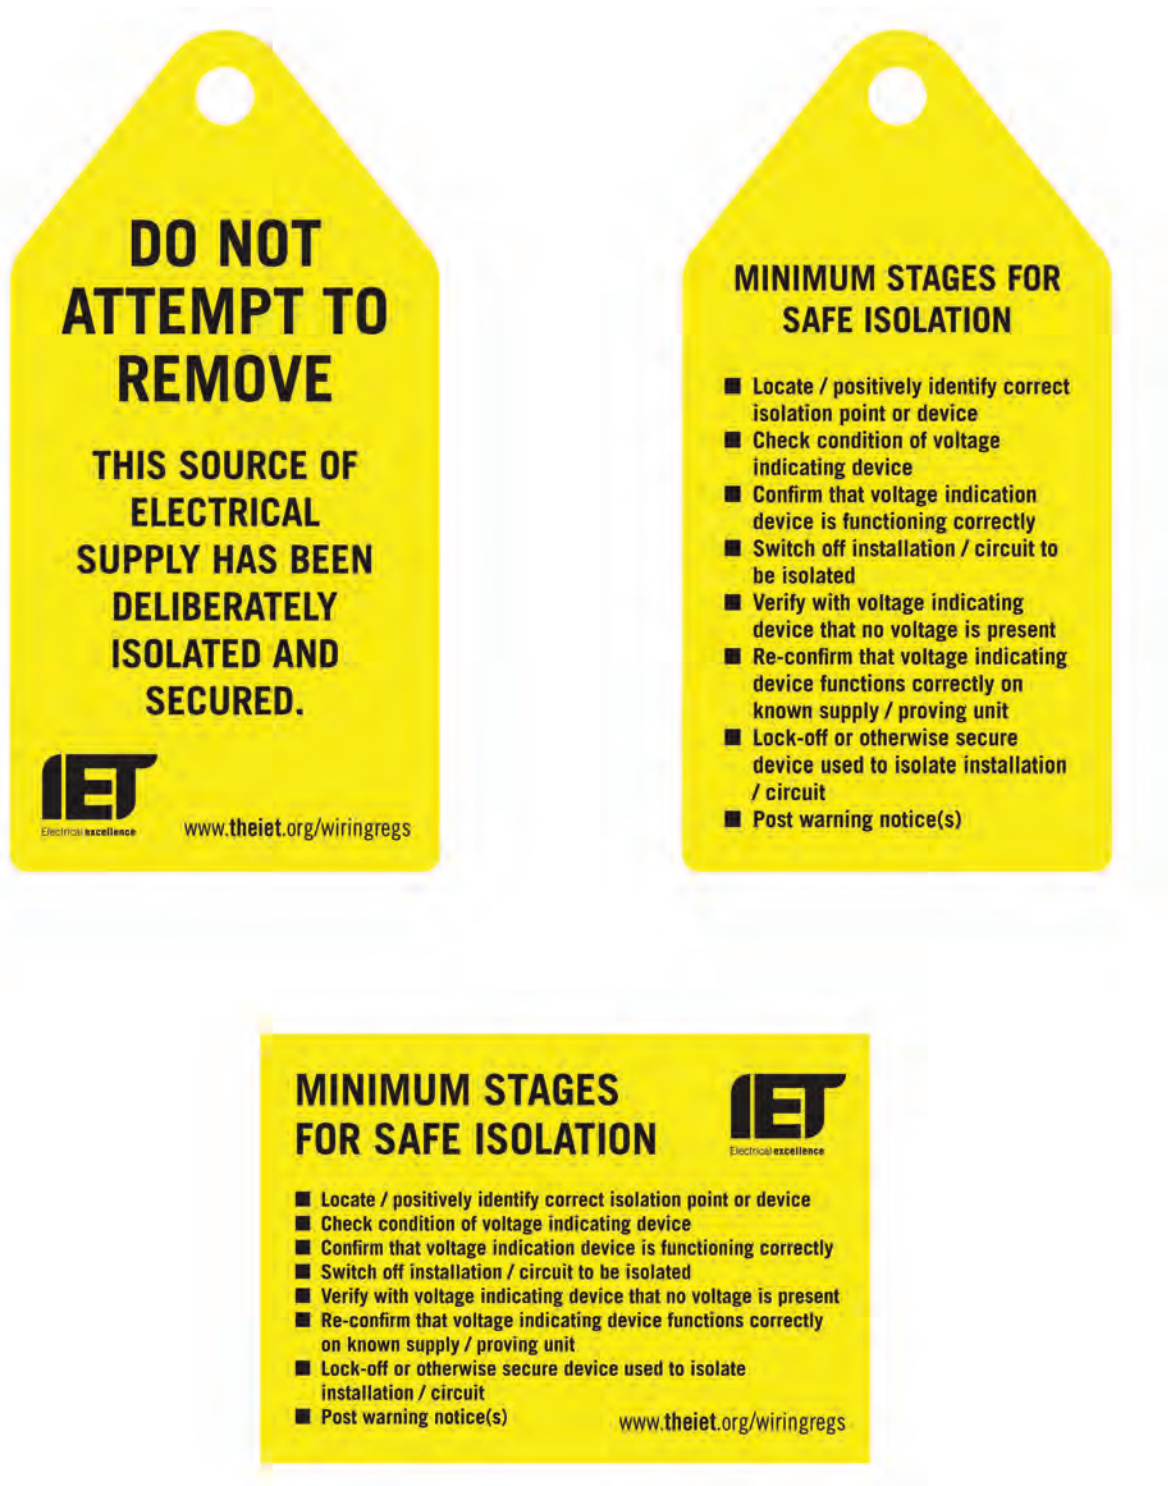 DO NOT
ATTEMPT TO
REMOVE
THIS SOURCE OF
ELECTRICAL
SUPPLY HAS BEEN
DELIBERATELY
ISOLATED AND
SECURED.
IET
Electrical excellence
www.theiet.org/wiringregs
MINIMUM STAGES FOR
SAFE ISOLATION
■ Locate / positively identify correct
isolation point or device
■ Check condition of voltage
indicating device
■ Confirm that voltage indication
device is functioning correctly
■ Switch off installation / circuit to
be isolated
■ Verify with voltage indicating
device that no voltage is present
■ Re-confirm that voltage indicating
device functions correctly on
known supply / proving unit
■ Lock-off or otherwise secure
device used to isolate installation
/ circuit
■ Post warning notice(s)
MINIMUM STAGES
FOR SAFE ISOLATION
IET
Electrical excellence
■ Locate / positively identify correct isolation point or device
■ Check condition of voltage indicating device
■ Confirm that voltage indication device is functioning correctly
■ Switch off installation / circuit to be isolated
■ Verify with voltage indicating device that no voltage is present
■ Re-confirm that voltage indicating device functions correctly
on known supply / proving unit
■ Lock-off or otherwise secure device used to isolate
installation / circuit
■ Post warning notice(s)
www.theiet.org/wiringregs